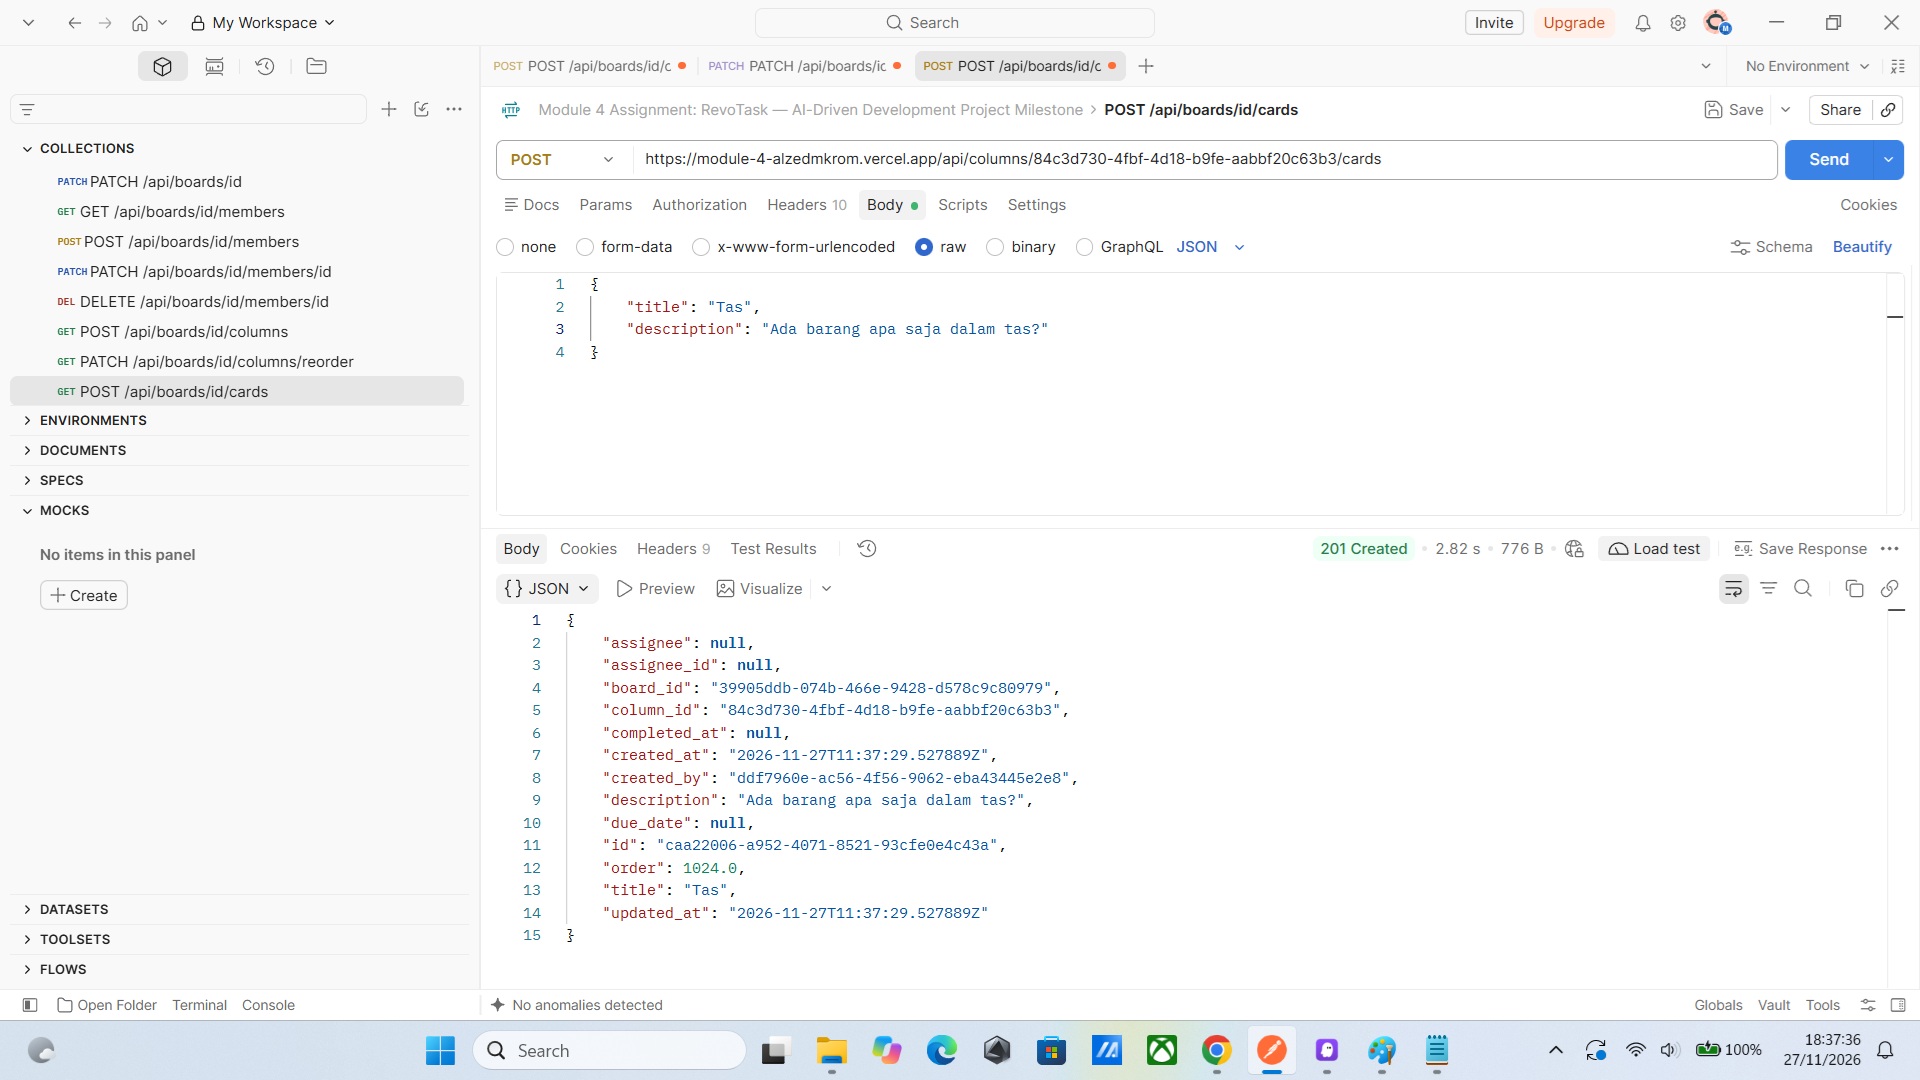 My Workspace
Search
Invite
Upgrade
POST POST /api/boards/id/c
PATCH PATCH /api/boards/ic
POST POST /api/boards/id/c
No Environment
HTTP Module 4 Assignment: RevoTask — AI-Driven Development Project Milestone > POST /api/boards/id/cards
Save
Share
COLLECTIONS
PATCH PATCH /api/boards/id
GET GET /api/boards/id/members
POST POST /api/boards/id/members
PATCH PATCH /api/boards/id/members/id
DEL DELETE /api/boards/id/members/id
GET POST /api/boards/id/columns
GET PATCH /api/boards/id/columns/reorder
GET POST /api/boards/id/cards
ENVIRONMENTS
DOCUMENTS
SPECS
MOCKS
No items in this panel
Create
DATASETS
TOOLSETS
FLOWS
POST https://module-4-alzedmkrom.vercel.app/api/columns/84c3d730-4fbf-4d18-b9fe-aabbf20c63b3/cards
Send
Docs Params Authorization Headers 10 Body Scripts Settings Cookies
none form-data x-www-form-urlencoded raw binary GraphQL JSON Schema Beautify
1 {
2 "title": "Tas",
3 "description": "Ada barang apa saja dalam tas?"
4 }
Body Cookies Headers 9 Test Results 201 Created • 2.82 s • 776 B Load test e.g. Save Response
{} JSON Preview Visualize
1 {
2 "assignee": null,
3 "assignee_id": null,
4 "board_id": "39905ddb-074b-466e-9428-d578c9c80979",
5 "column_id": "84c3d730-4fbf-4d18-b9fe-aabbf20c63b3",
6 "completed_at": null,
7 "created_at": "2026-11-27T11:37:29.527889Z",
8 "created_by": "ddf7960e-ac56-4f56-9062-eba43445e2e8",
9 "description": "Ada barang apa saja dalam tas?",
10 "due_date": null,
11 "id": "caa22006-a952-4071-8521-93cfe0e4c43a",
12 "order": 1024.0,
13 "title": "Tas",
14 "updated_at": "2026-11-27T11:37:29.527889Z"
15 }
Open Folder Terminal Console
No anomalies detected
Globals Vault Tools
Search
100%
18:37:36
27/11/2026